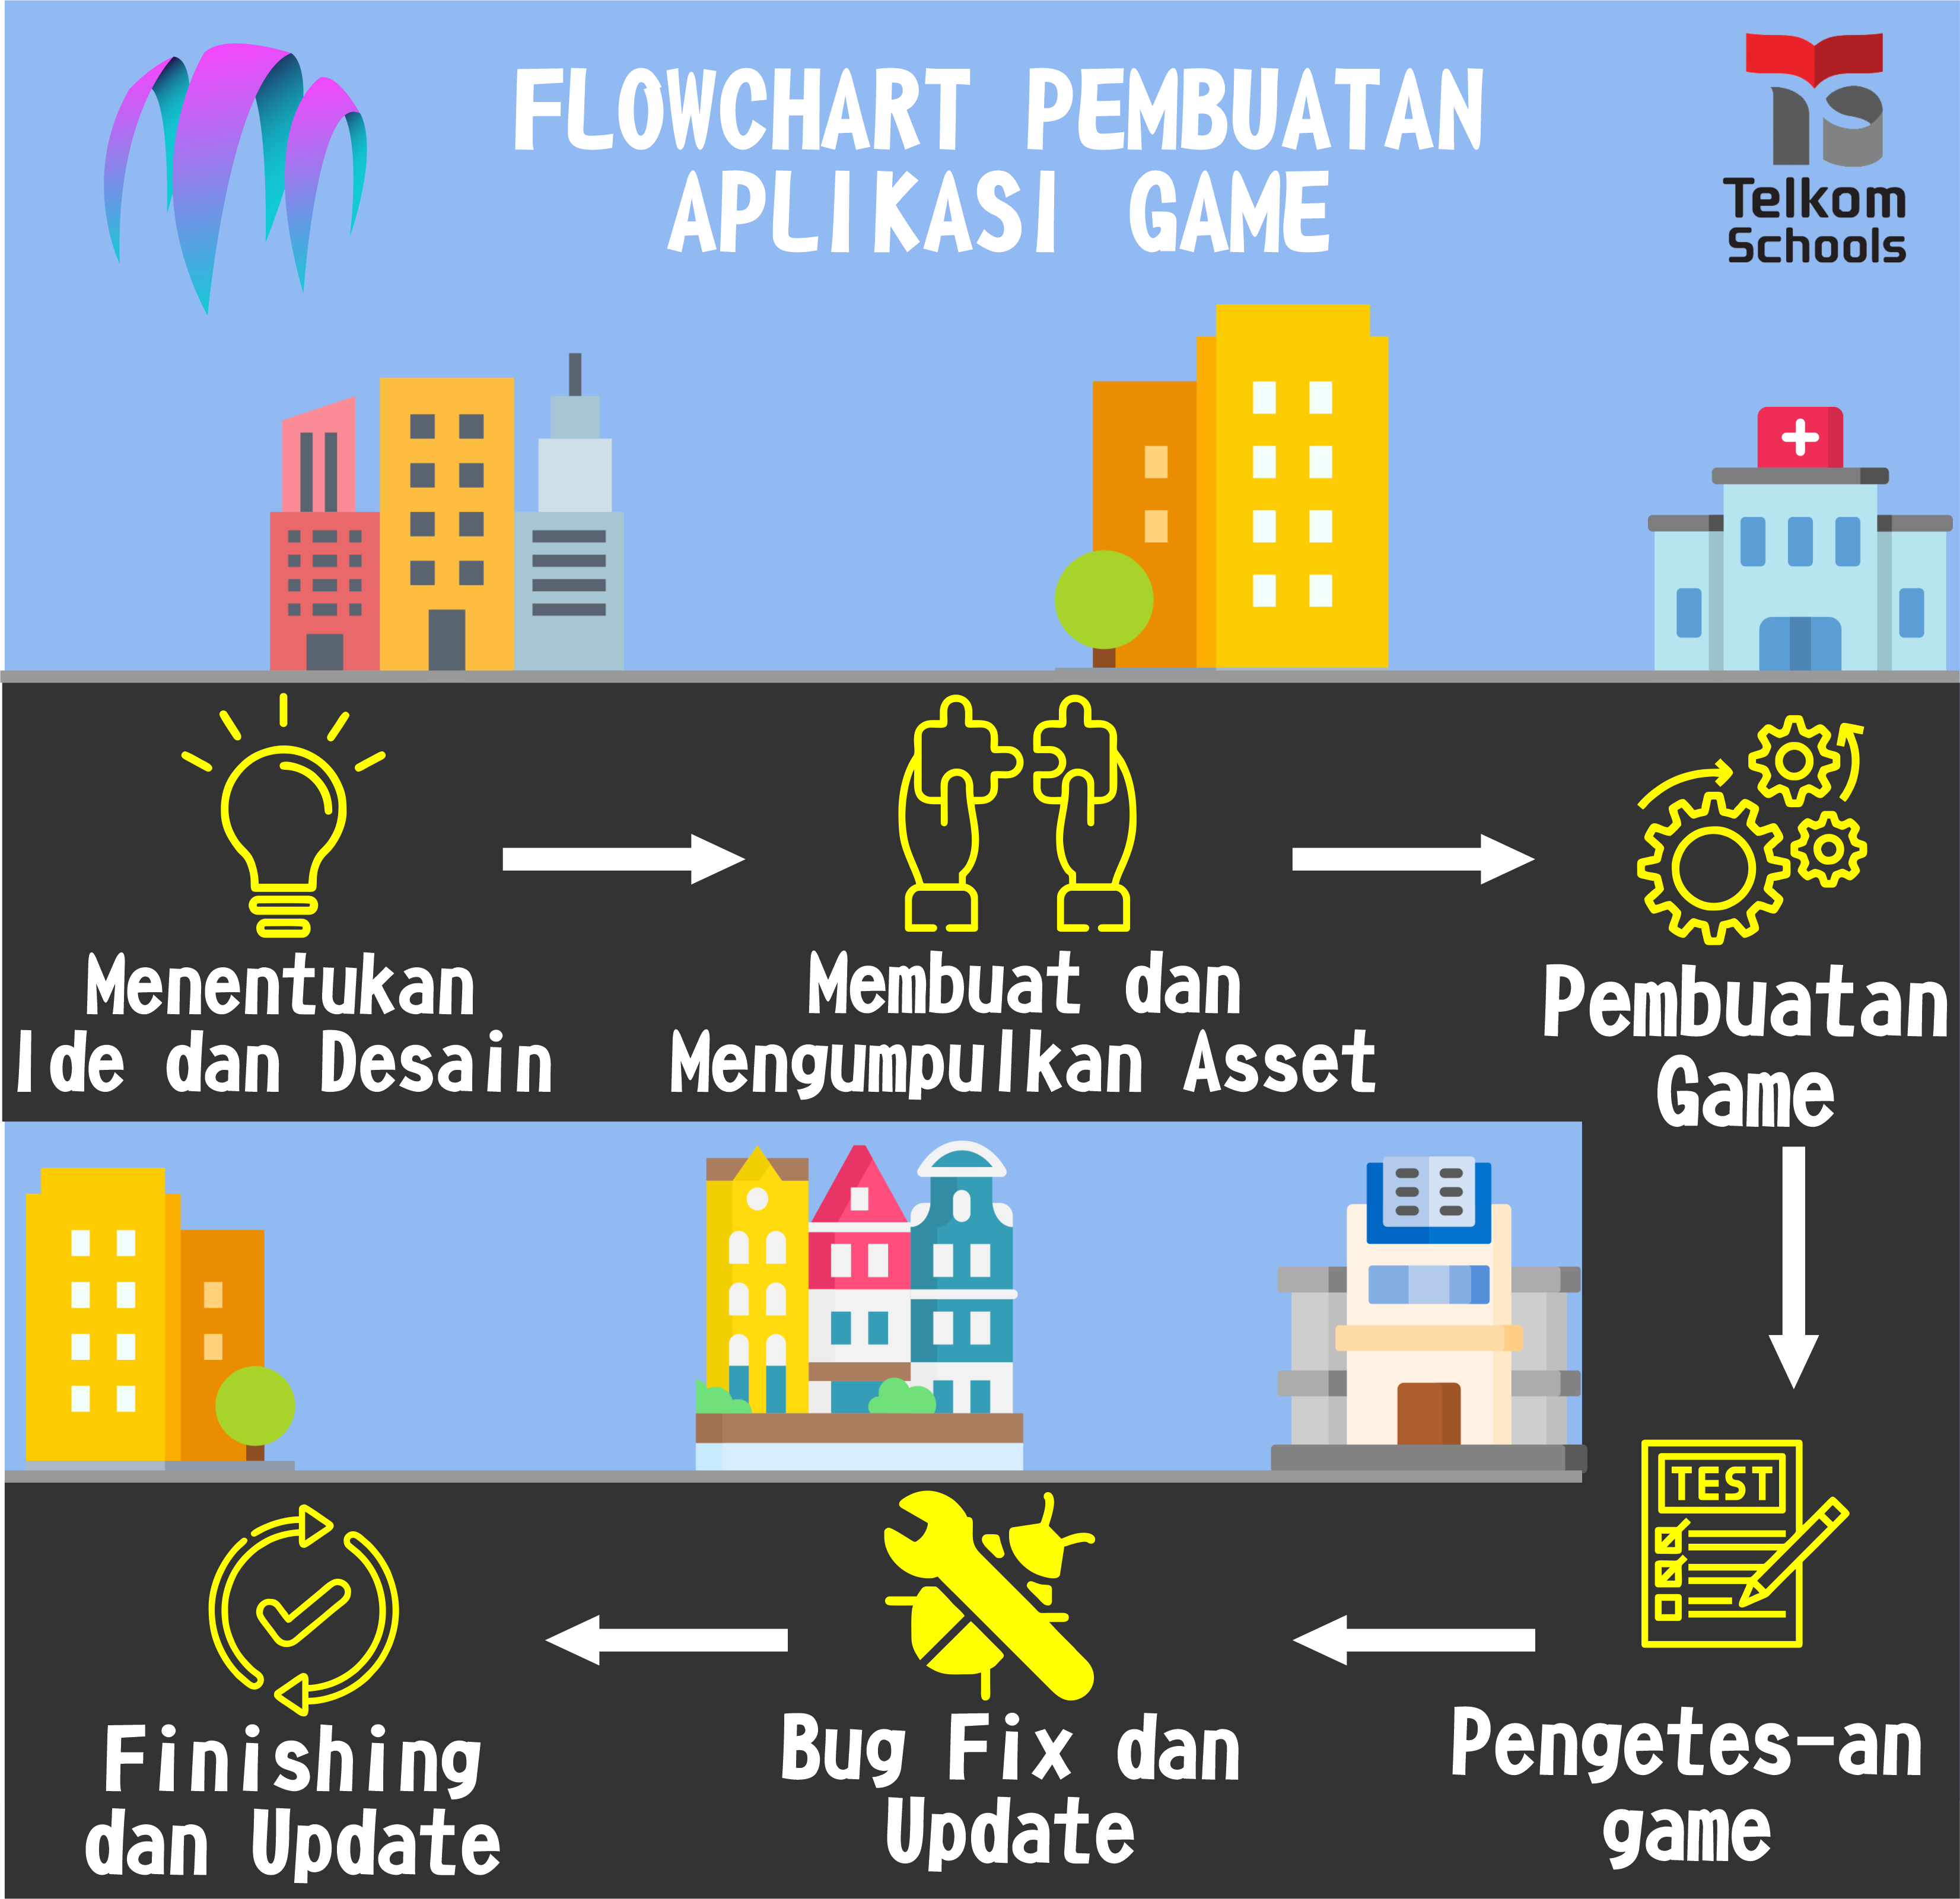 FLOWCHART PEMBUATAN
APLIKASI GAME
Telkom
Schools
Menentukan
Ide dan Desain
Membuat dan
Mengumpulkan Asset
Pembuatan
Game
TEST
Pengetes-an
game
Bug Fix dan
Update
Finishing
dan Update